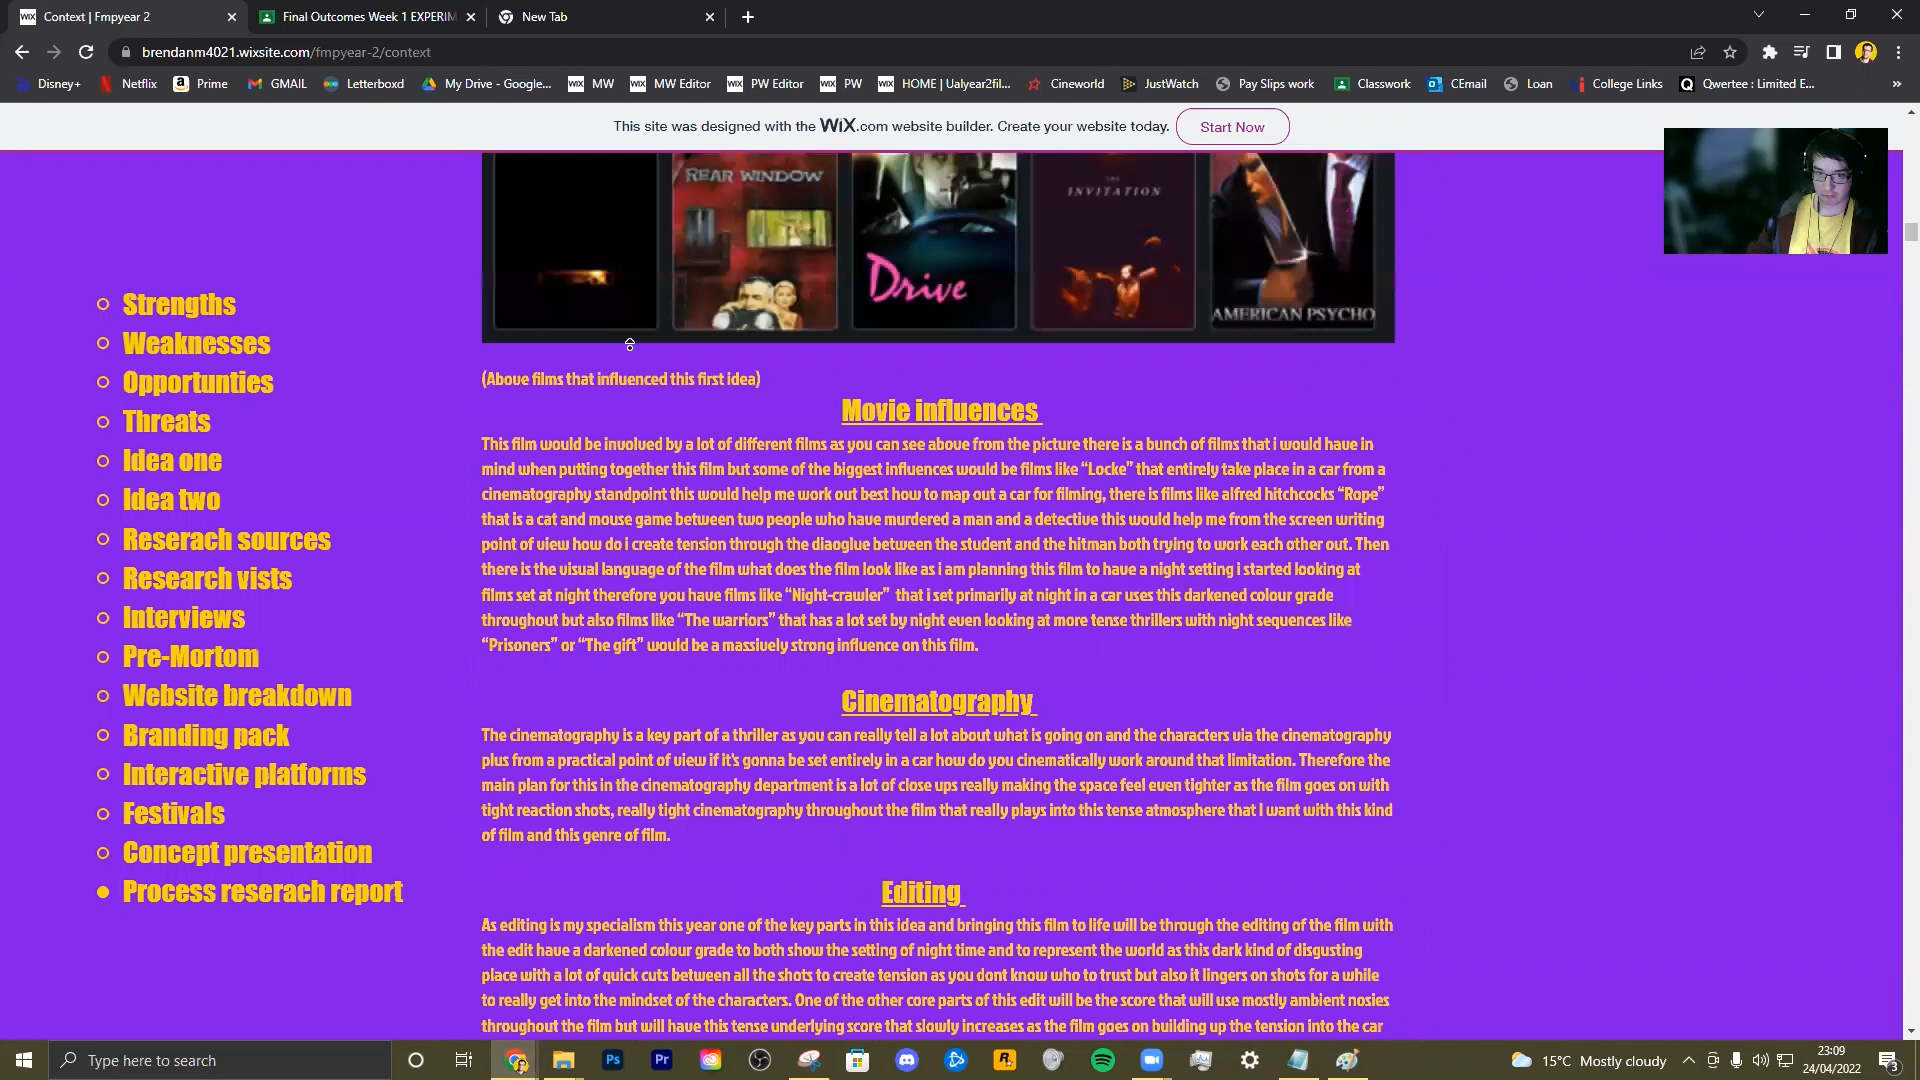 Context | Fmpyear 2
Final Outcomes Week 1 EXPERIM
New Tab
brendanm4021.wixsite.com/fmpyear-2/context
Disney+
Netflix
Prime
GMAIL
Letterboxd
My Drive - Google...
MW
MW Editor
PW Editor
PW
HOME | Ualyear2fil...
Cineworld
JustWatch
Pay Slips work
Classwork
CEmail
Loan
College Links
Qwertee : Limited E...
This site was designed with the WiX.com website builder. Create your website today.
Start Now
REAR WINDOW
Drive
THE
INVITATION
AMERICAN PSYCHO
Strengths
Weaknesses
Opportunties
Threats
Idea one
Idea two
Reserach sources
Research vists
Interviews
Pre-Mortom
Website breakdown
Branding pack
Interactive platforms
Festivals
Concept presentation
Process reserach report
(Above films that influenced this first idea)
Movie influences
This film would be involved by a lot of different films as you can see above from the picture there is a bunch of films that i would have in
mind when putting together this film but some of the biggest influences would be films like “Locke” that entirely take place in a car from a
cinematography standpoint this would help me work out best how to map out a car for filming, there is films like alfred hitchcocks “Rope”
that is a cat and mouse game between two people who have murdered a man and a detective this would help me from the screen writing
point of view how do i create tension through the diaoglue between the student and the hitman both trying to work each other out. Then
there is the visual language of the film what does the film look like as i am planning this film to have a night setting i started looking at
films set at night therefore you have films like “Night-crawler” that i set primarily at night in a car uses this darkened colour grade
throughout but also films like “The warriors” that has a lot set by night even looking at more tense thrillers with night sequences like
“Prisoners” or “The gift” would be a massively strong influence on this film.
Cinematography
The cinematography is a key part of a thriller as you can really tell a lot about what is going on and the characters via the cinematography
plus from a practical point of view if it's gonna be set entirely in a car how do you cinematically work around that limitation. Therefore the
main plan for this in the cinematography department is a lot of close ups really making the space feel even tighter as the film goes on with
tight reaction shots, really tight cinematography throughout the film that really plays into this tense atmosphere that I want with this kind
of film and this genre of film.
Editing
As editing is my specialism this year one of the key parts in this idea and bringing this film to life will be through the editing of the film with
the edit have a darkened colour grade to both show the setting of night time and to represent the world as this dark kind of disgusting
place with a lot of quick cuts between all the shots to create tension as you dont know who to trust but also it lingers on shots for a while
to really get into the mindset of the characters. One of the other core parts of this edit will be the score that will use mostly ambient nosies
throughout the film but will have this tense underlying score that slowly increases as the film goes on building up the tension into the car
Type here to search
15°C Mostly cloudy
23:09
24/04/2022
3